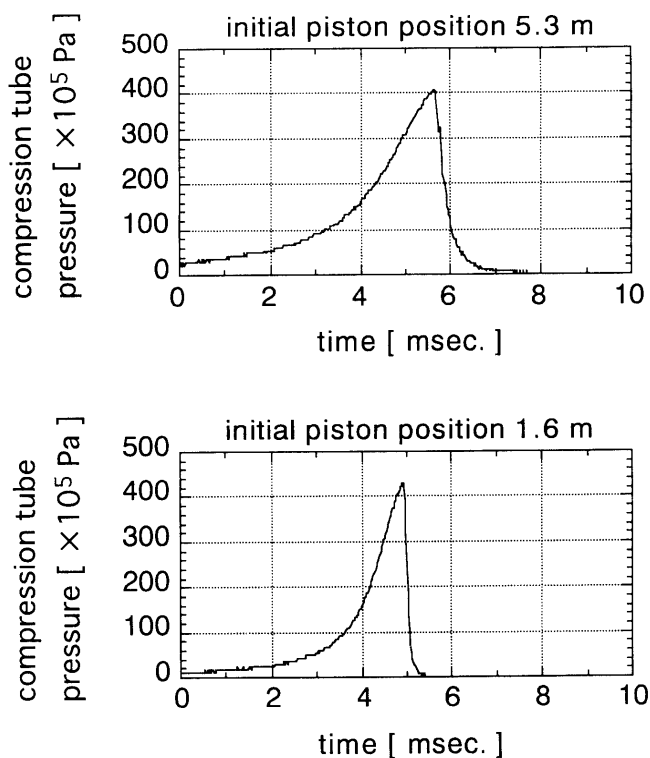 initial piston position 5.3 m
compression tube
pressure [ ×10⁵ Pa ]
500
400
300
200
100
0
0 2 4 6 8 10
time [ msec. ]
initial piston position 1.6 m
compression tube
pressure [ ×10⁵ Pa ]
500
400
300
200
100
0
0 2 4 6 8 10
time [ msec. ]